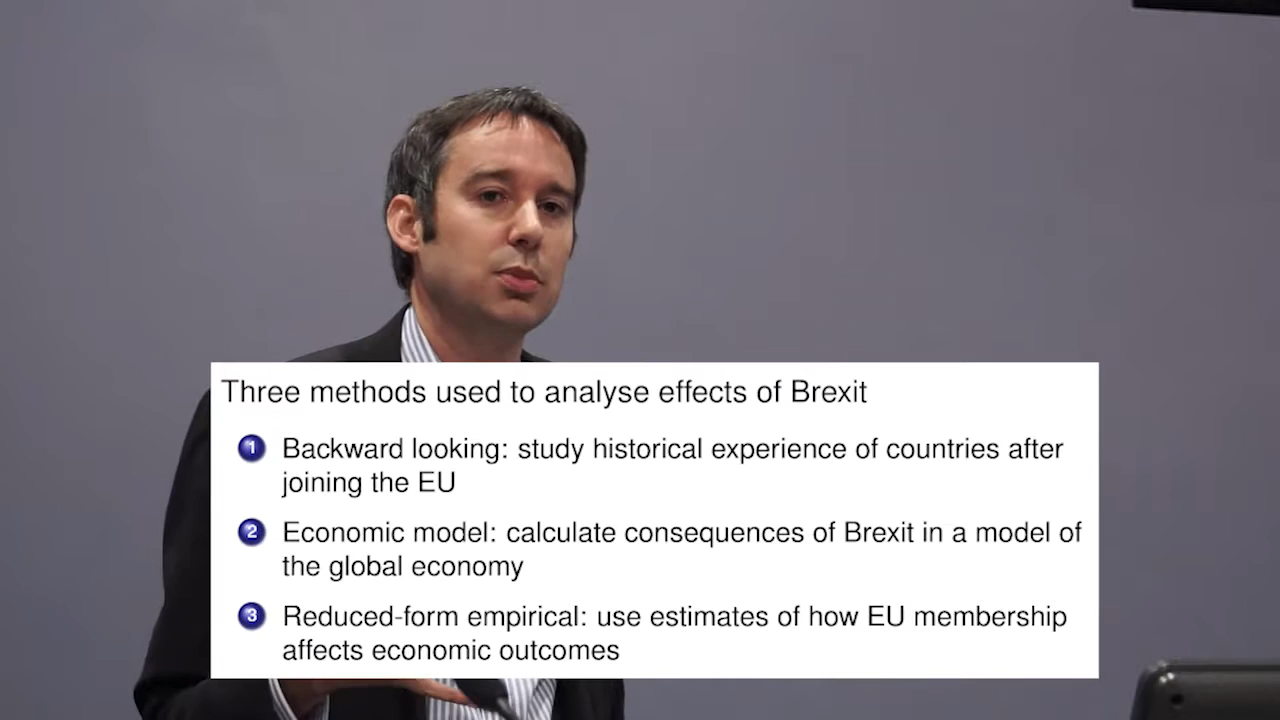 Three methods used to analyse effects of Brexit
1 Backward looking: study historical experience of countries after
joining the EU
2 Economic model: calculate consequences of Brexit in a model of
the global economy
3 Reduced-form empirical: use estimates of how EU membership
affects economic outcomes